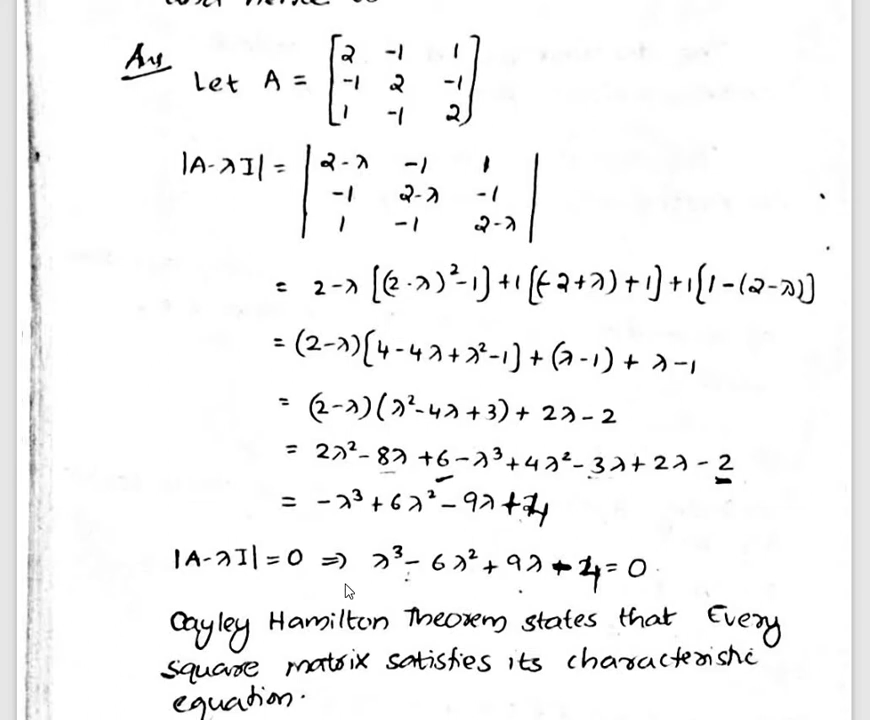 Ans
Let A = [2 -1 1
-1 2 -1
1 -1 2]
|A-λI| = | 2-λ -1 1
-1 2-λ -1
1 -1 2-λ |
= 2-λ [(2-λ)²-1] +1 [(-2+λ)+1] +1[1-(2-λ)]
= (2-λ)[4-4λ+λ²-1] + (λ-1) + λ-1
= (2-λ)(λ²-4λ+3) + 2λ-2
= 2λ²-8λ+6-λ³+4λ²-3λ+2λ-2
= -λ³+6λ²-9λ+4
|A-λI|=0 ⇒ λ³-6λ²+9λ-4=0.
Cayley Hamilton Theorem states that Every
square matrix satisfies its characteristic
equation.